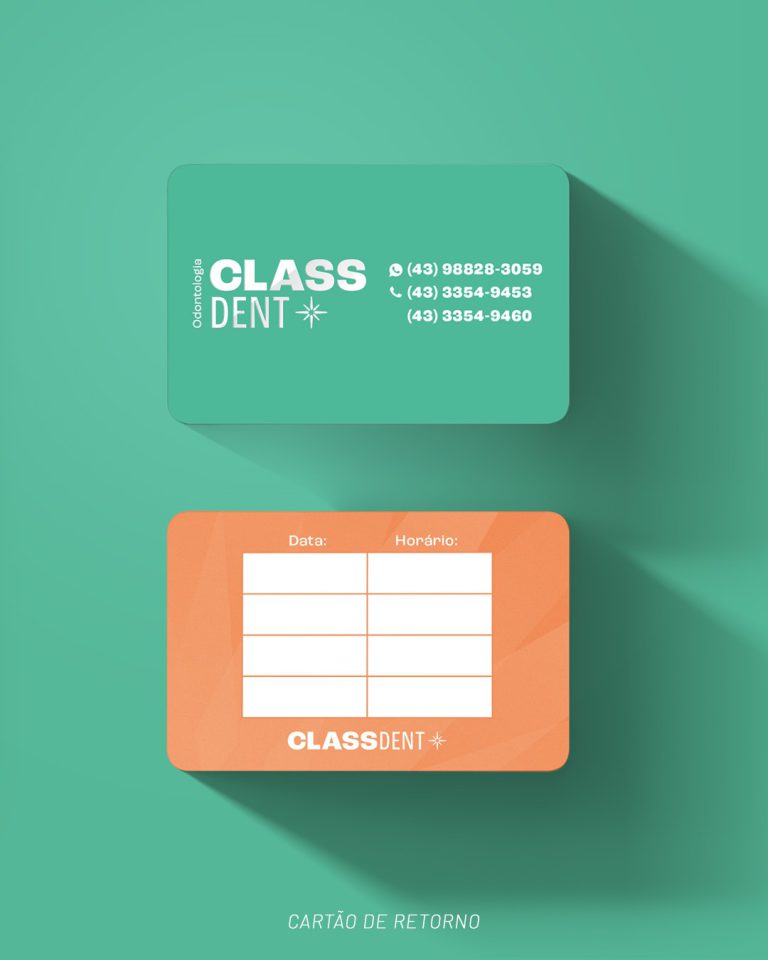 Odontologia
CLASS
DENT
(43) 98828-3059
(43) 3354-9453
(43) 3354-9460
Data: Horário:
CLASSDENT
CARTÃO DE RETORNO